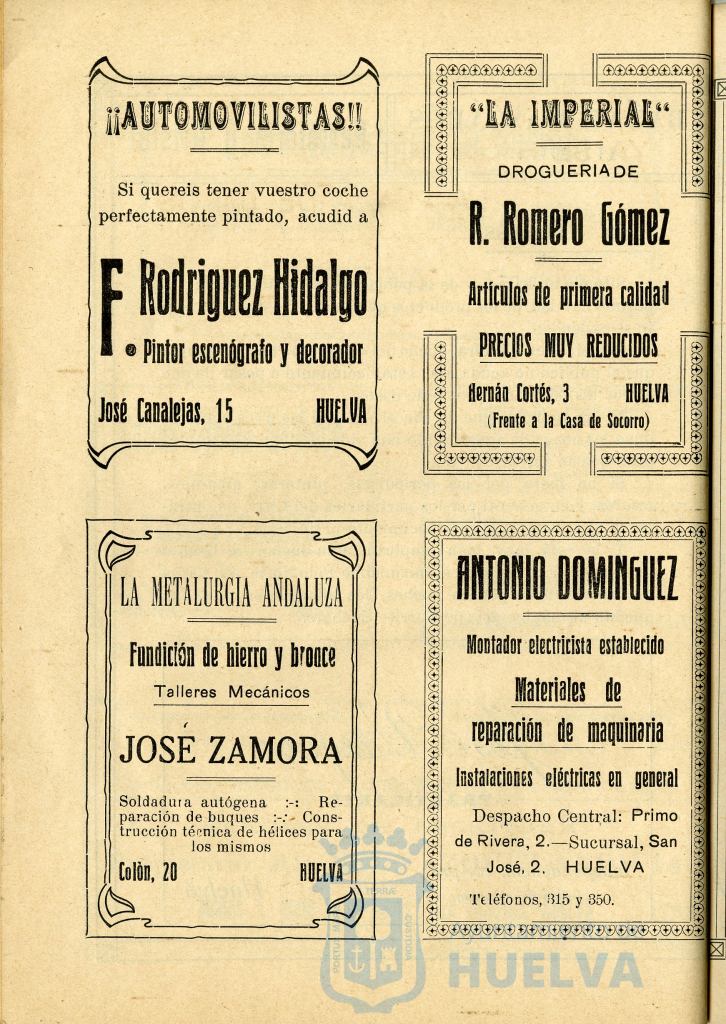 ¡¡AUTOMOVILISTAS!!
Si quereis tener vuestro coche
perfectamente pintado, acudid a
F. Rodriguez Hidalgo
Pintor escenógrafo y decorador
José Canalejas, 15 HUELVA
"LA IMPERIAL"
DROGUERIA DE
R. Romero Gómez
Artículos de primera calidad
PRECIOS MUY REDUCIDOS
Hernán Cortés, 3 HUELVA
(Frente a la Casa de Socorro)
LA METALURGIA ANDALUZA
Fundición de hierro y bronce
Talleres Mecánicos
JOSÉ ZAMORA
Soldadura autógena :-: Re-
paración de buques :-: Cons-
trucción técnica de hélices para
los mismos
Colòn, 20 HUELVA
ANTONIO DOMINGUEZ
Montador electricista establecido
Materiales de
reparación de maquinaria
Instalaciones eléctricas en general
Despacho Central: Primo
de Rivera, 2.—Sucursal, San
José, 2. HUELVA
Teléfonos, 315 y 350.
HUELVA